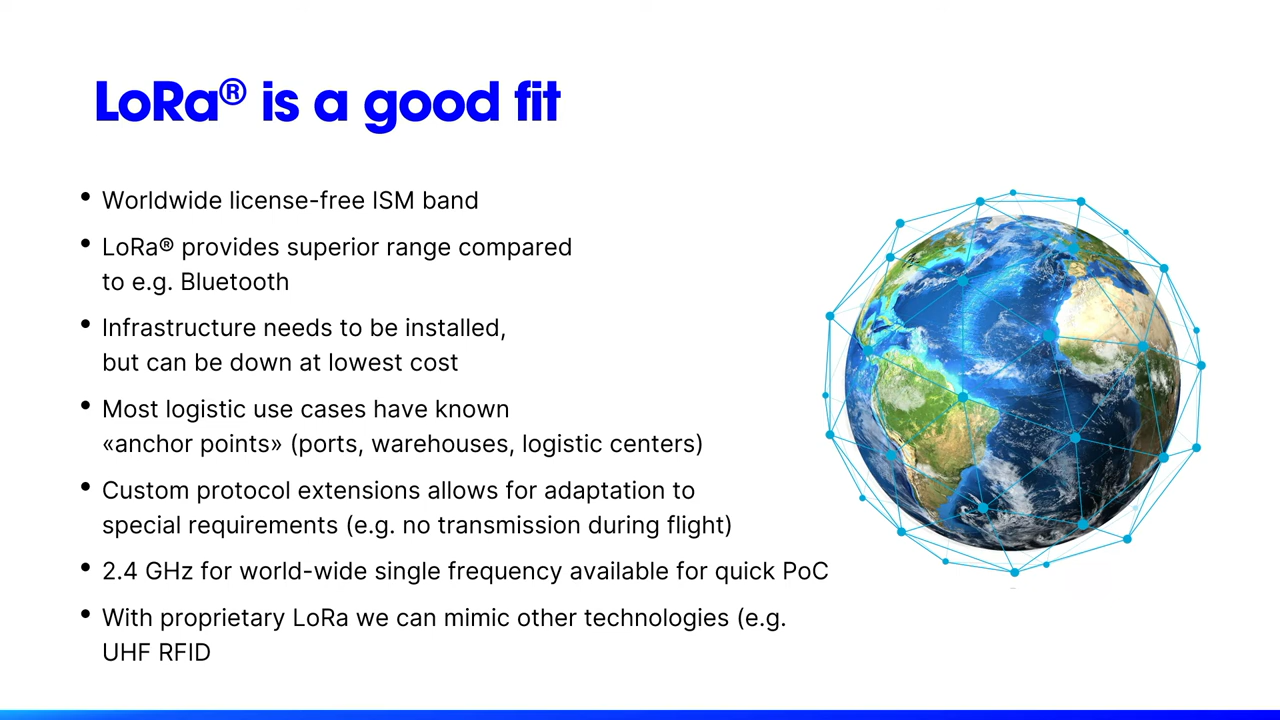 LoRa® is a good fit
• Worldwide license-free ISM band
• LoRa® provides superior range compared
to e.g. Bluetooth
• Infrastructure needs to be installed,
but can be down at lowest cost
• Most logistic use cases have known
«anchor points» (ports, warehouses, logistic centers)
• Custom protocol extensions allows for adaptation to
special requirements (e.g. no transmission during flight)
• 2.4 GHz for world-wide single frequency available for quick PoC
• With proprietary LoRa we can mimic other technologies (e.g.
UHF RFID